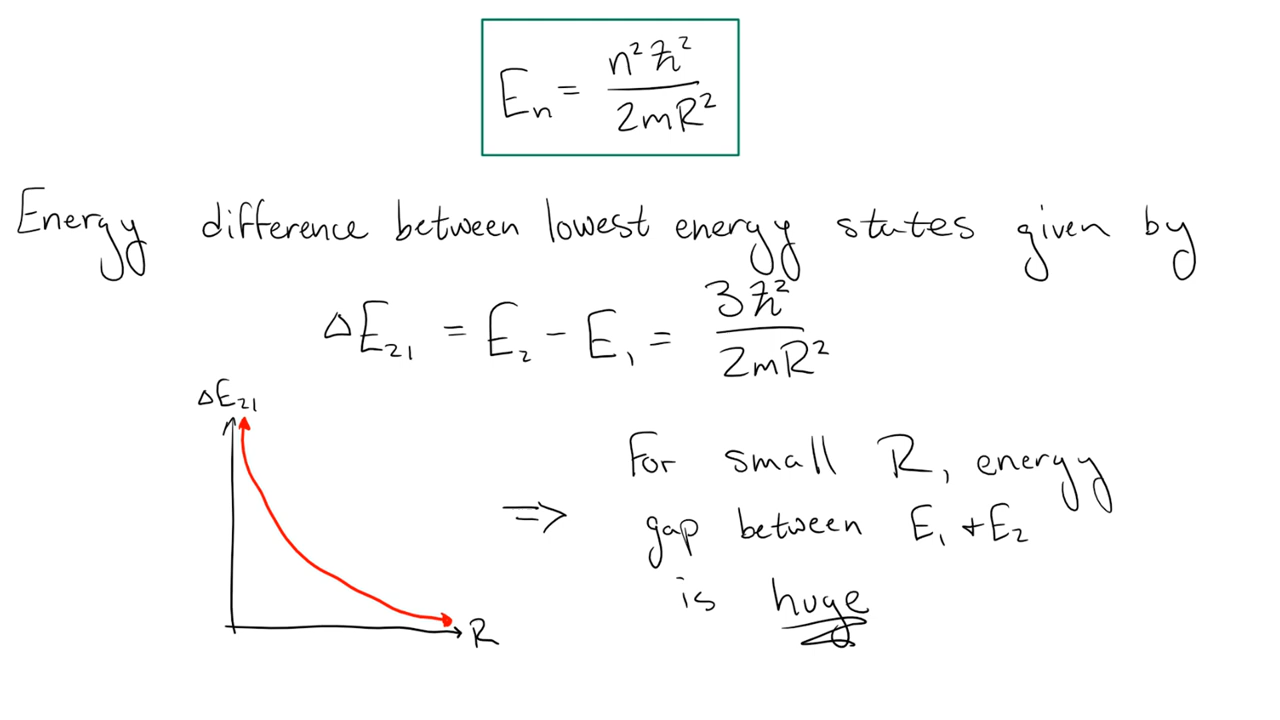 Eₙ = n²ℏ² / 2mR²
Energy difference between lowest energy states given by
ΔE₂₁ = E₂ - E₁ = 3ℏ² / 2mR²
ΔE₂₁
R
⇒ For small R, energy
gap between E₁ + E₂
is huge